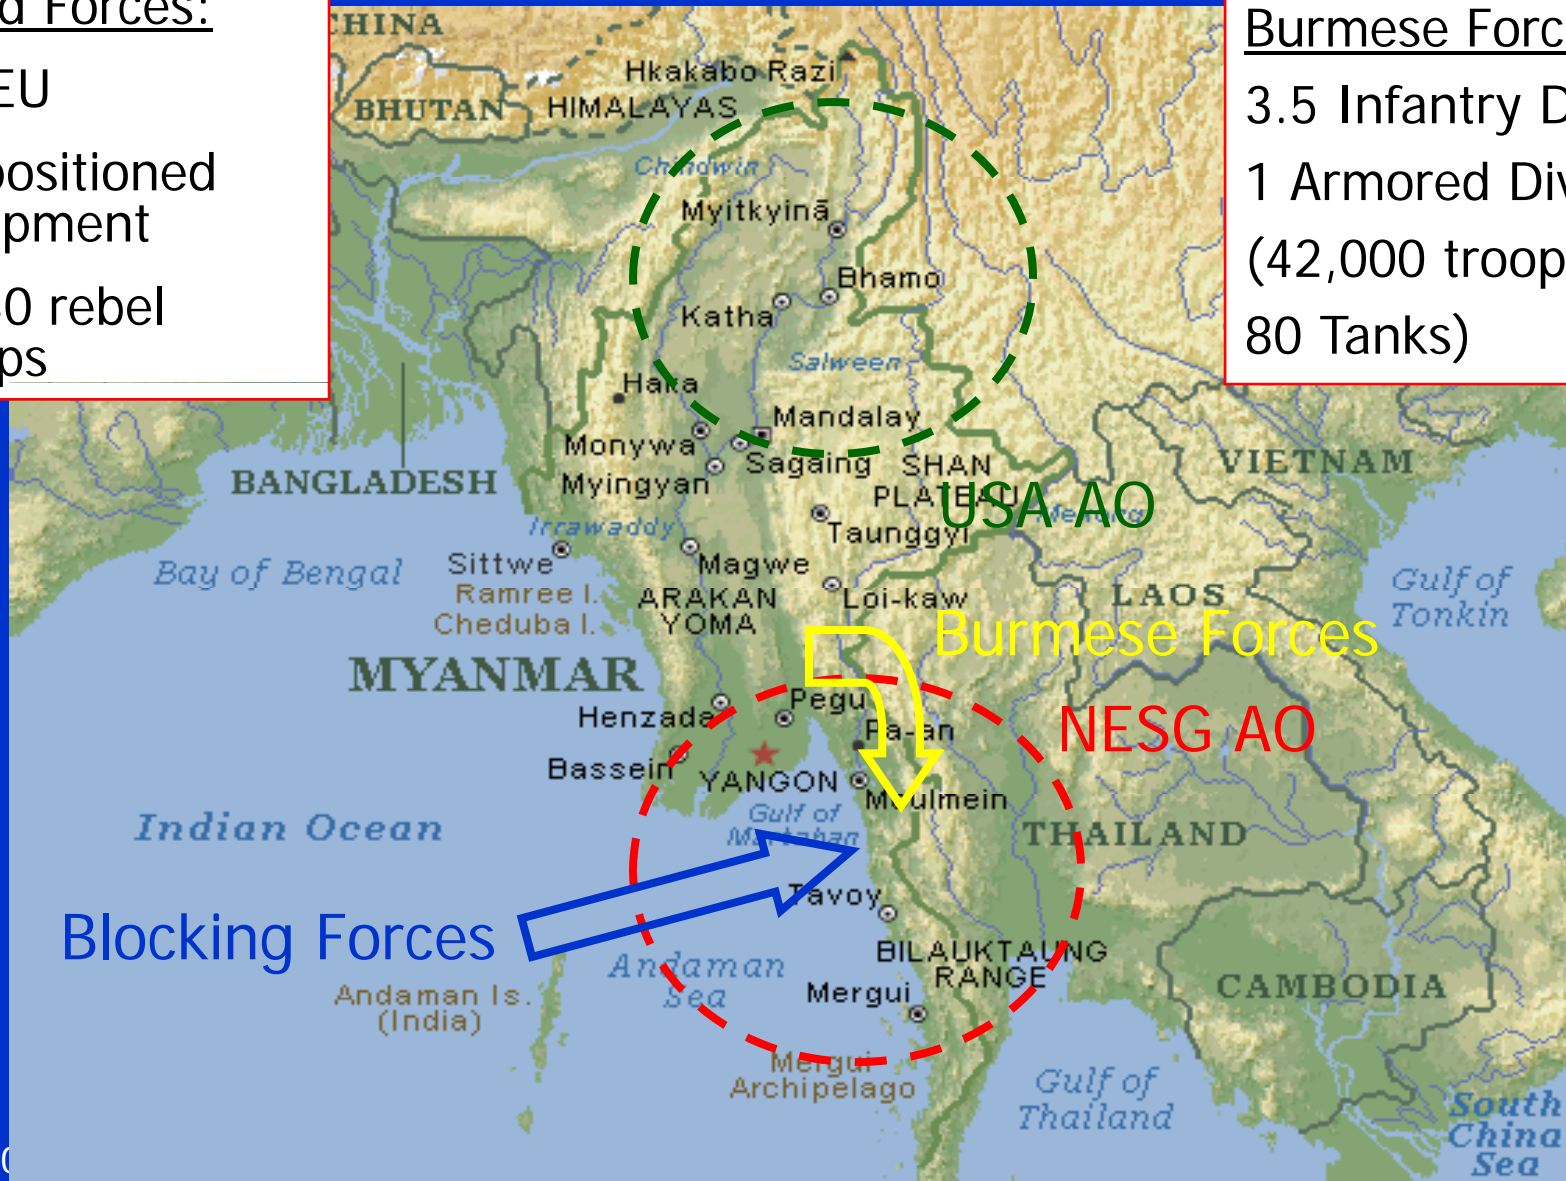 d Forces:
EU
positioned
pment
0 rebel
ps
Burmese Forc
3.5 Infantry D
1 Armored Div
(42,000 troop
80 Tanks)
CHINA
Hkakabo Razi
BHUTAN
HIMALAYAS
Chindwin
Myitkyinā
Bhamo
Katha
Salween
Haka
Mandalay
Monywa
Sagaing
SHAN
PLATEAU
VIETNAM
BANGLADESH
Myingyan
USA AO
Mekong
Irrawaddy
Taunggyi
Bay of Bengal
Sittwe
Magwe
Gulf of
Tonkin
Ramree I.
ARAKAN
YOMA
Loi-kaw
LAOS
Cheduba I.
Burmese Forces
MYANMAR
Henzada
Pegu
NESG AO
Pa-an
Bassein
YANGON
Moulmein
Gulf of
Martaban
Indian Ocean
THAILAND
Tavoy
Blocking Forces
BILAUKTAUNG
RANGE
Andaman
Sea
Mergui
CAMBODIA
Andaman Is.
(India)
Mergui
Archipelago
Gulf of
Thailand
South
China
Sea